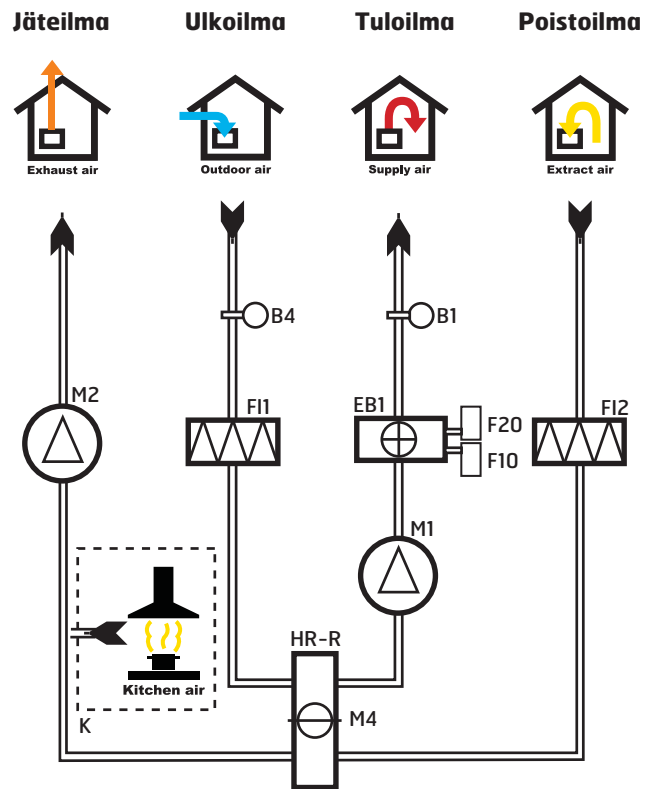 Jäteilma Ulkoilma Tuloilma Poistoilma
Exhaust air Outdoor air Supply air Extract air
B4 B1
M2
FI1 EB1 F20 FI2
F10
M1
HR-R
Kitchen air
K M4